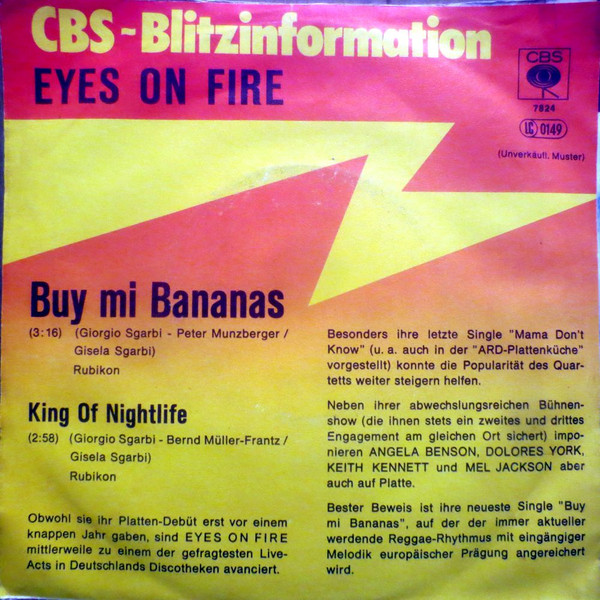 CBS-Blitzinformation
EYES ON FIRE
CBS
7824
LC 0149
(Unverkäufl. Muster)
Buy mi Bananas
(3:16) (Giorgio Sgarbi - Peter Munzberger /
Gisela Sgarbi)
Rubikon
King Of Nightlife
(2:58) (Giorgio Sgarbi - Bernd Müller-Frantz /
Gisela Sgarbi)
Rubikon
Obwohl sie ihr Platten-Debüt erst vor einem
knappen Jahr gaben, sind EYES ON FIRE
mittlerweile zu einem der gefragtesten Live-
Acts in Deutschlands Discotheken avanciert.
Besonders ihre letzte Single "Mama Don't
Know" (u. a. auch in der "ARD-Plattenküche"
vorgestellt) konnte die Popularität des Quar-
tetts weiter steigern helfen.
Neben ihrer abwechslungsreichen Bühnen-
show (die ihnen stets ein zweites und drittes
Engagement am gleichen Ort sichert) impo-
nieren ANGELA BENSON, DOLORES YORK,
KEITH KENNETT und MEL JACKSON aber
auch auf Platte.
Bester Beweis ist ihre neueste Single "Buy
mi Bananas", auf der der immer aktueller
werdende Reggae-Rhythmus mit eingängiger
Melodik europäischer Prägung angereichert
wird.